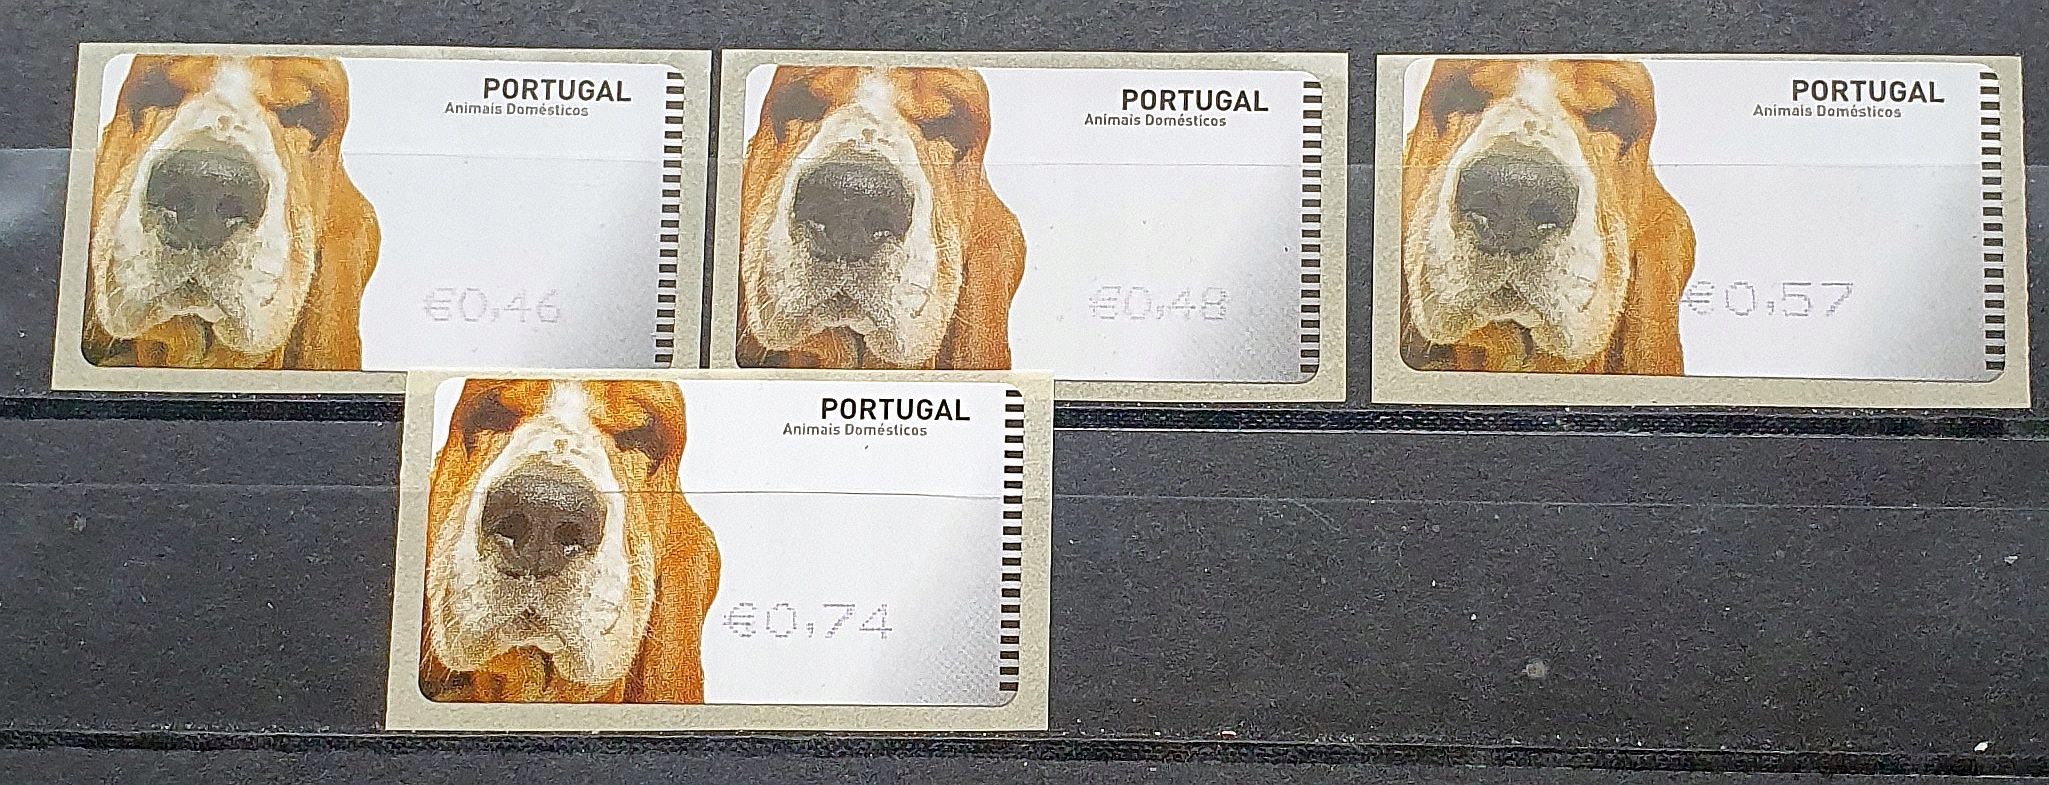 PORTUGAL
Animais Domésticos
€0,46
PORTUGAL
Animais Domésticos
€0,48
PORTUGAL
Animais Domésticos
€0,57
PORTUGAL
Animais Domésticos
€0,74